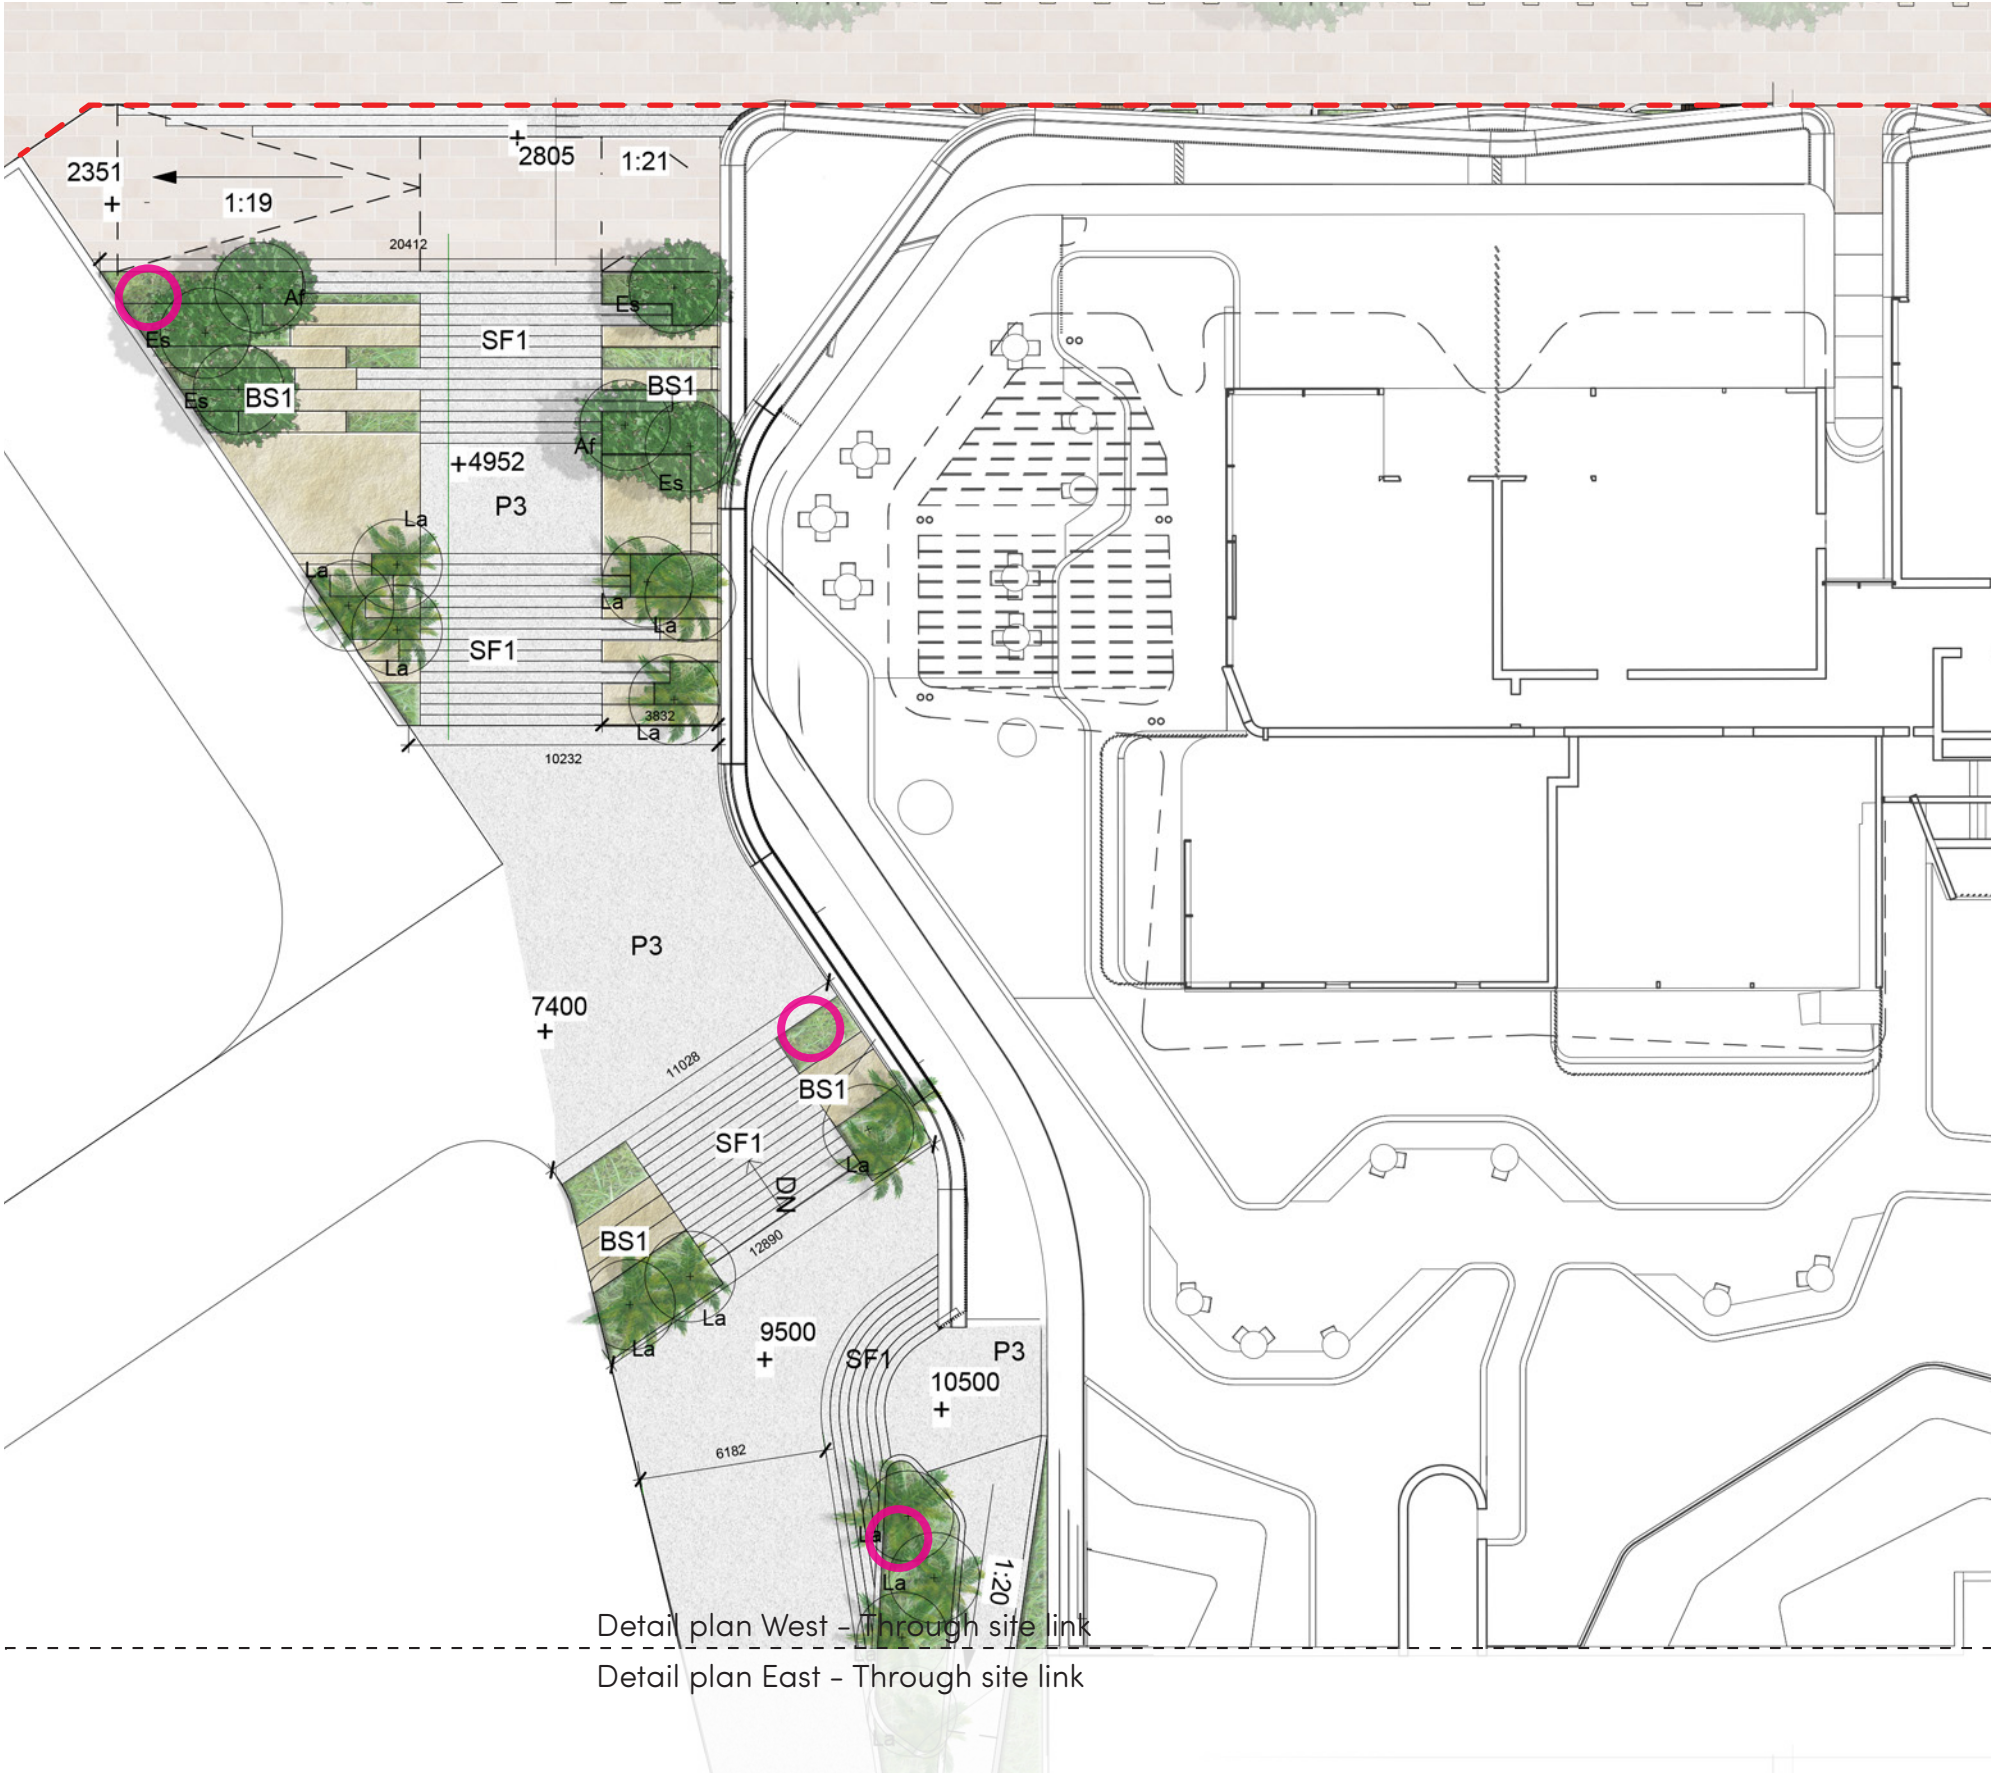 2805
1:21
2351
1:19
20412
Af
Es
Es
SF1
BS1
BS1
Es
Af
+4952
Es
P3
La
La
La
La
SF1
La
3832
La
10232
P3
7400
11028
BS1
SF1
La
DN
BS1
12890
La
La
9500
SF1
P3
10500
6182
La
La
1:20
Detail plan West - Through site link
La
Detail plan East - Through site link
La